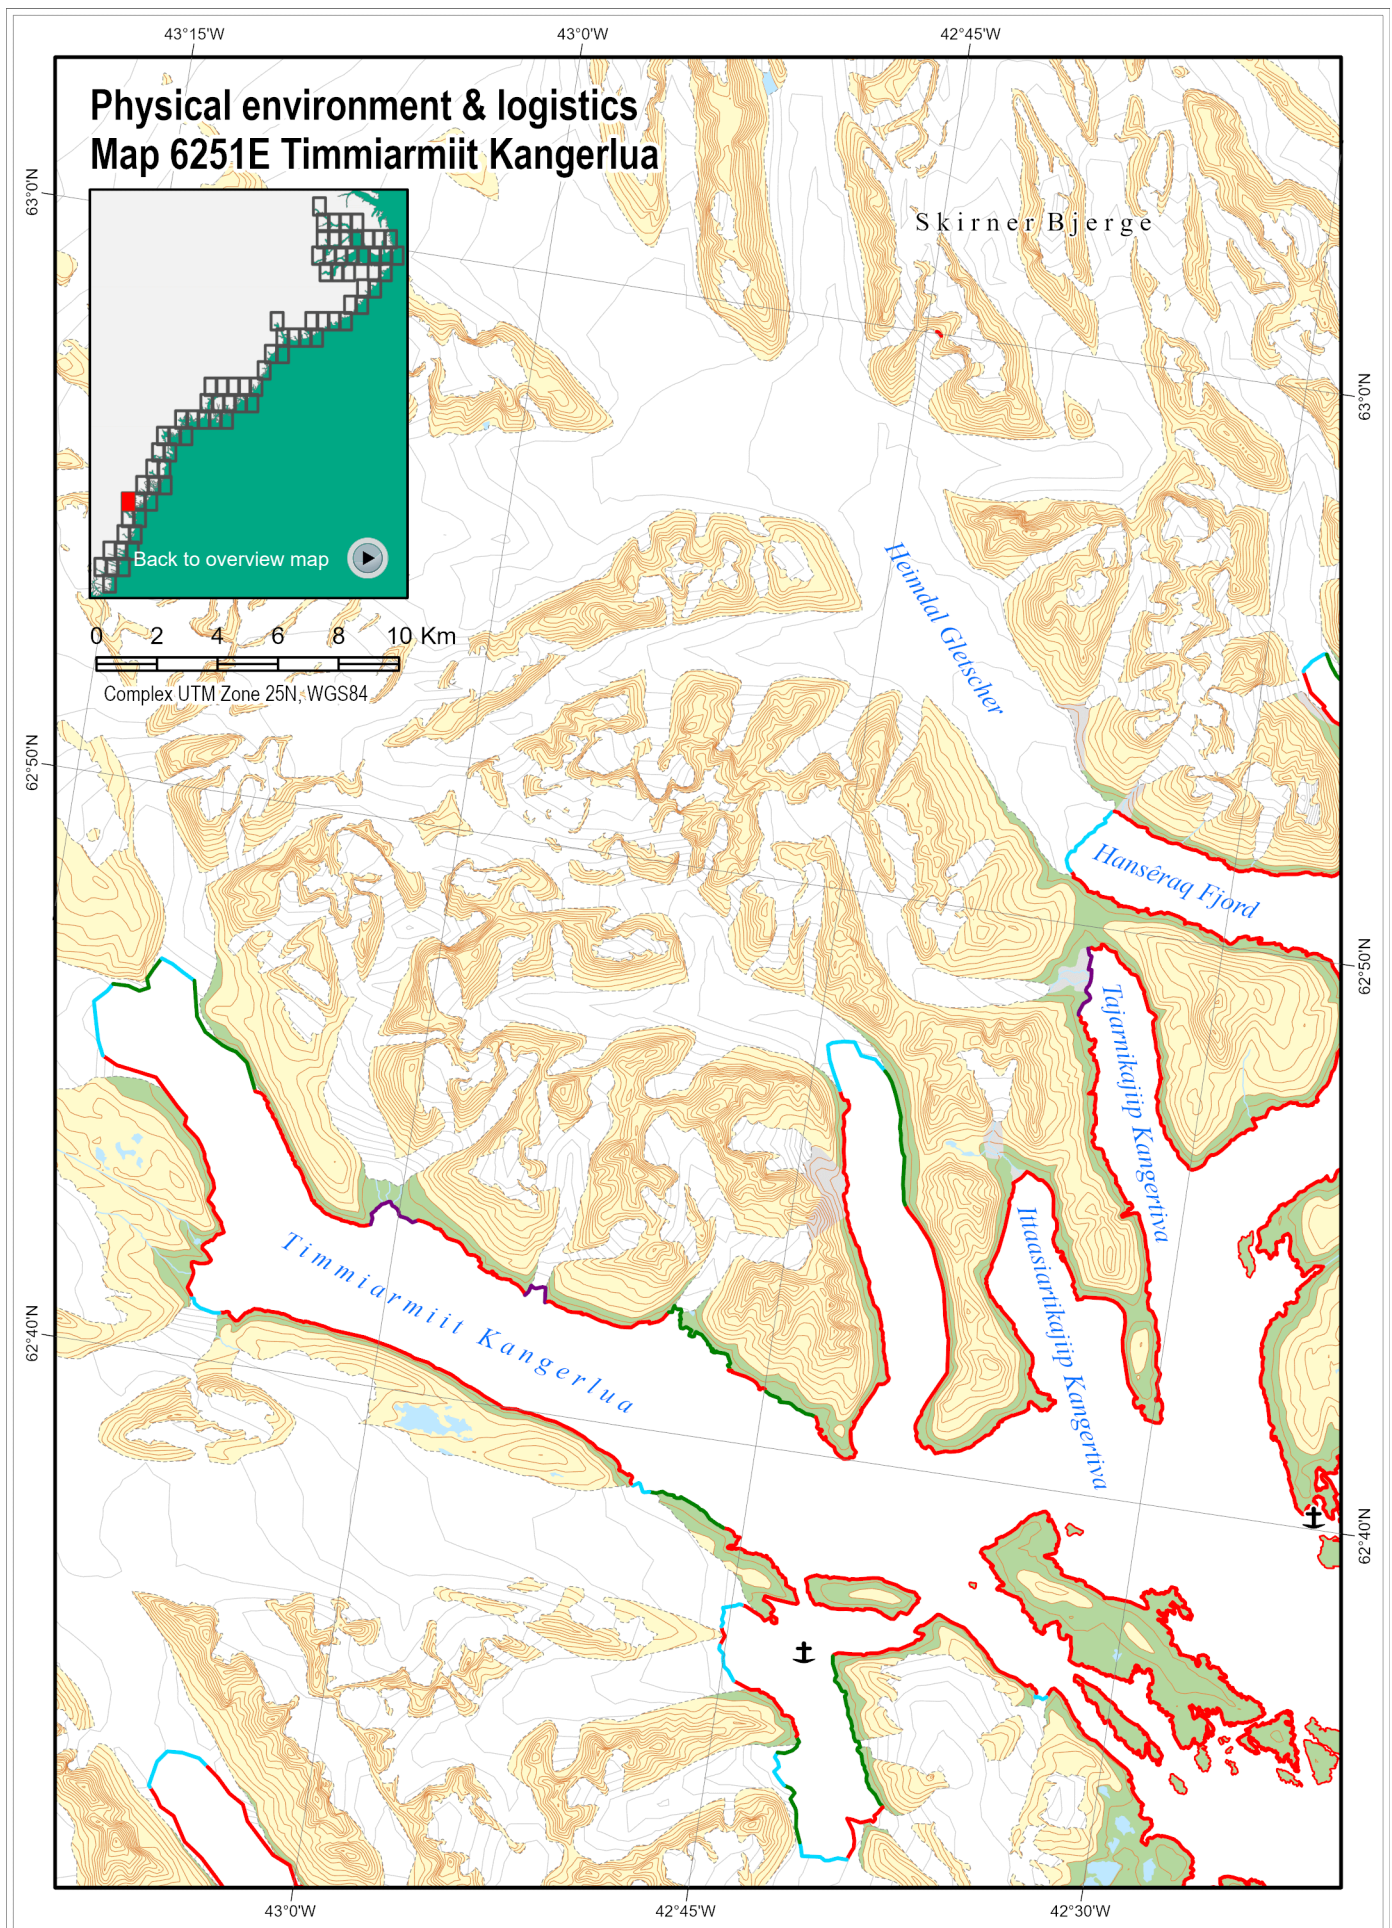 43°15'W
43°0'W
42°45'W
Physical environment & logistics
Map 6251E Timmiarmiit Kangerlua
63°0'N
Skirner Bjerge
63°0'N
Back to overview map
Heimdal Gletscher
0 2 4 6 8 10 Km
Complex UTM Zone 25N, WGS84
62°50'N
Hansêraq Fjord
62°50'N
Tajarnikajiip Kangertiva
Ittaasiartikajiip Kangertiva
Timmiarmiit Kangerlua
62°40'N
62°40'N
43°0'W
42°45'W
42°30'W